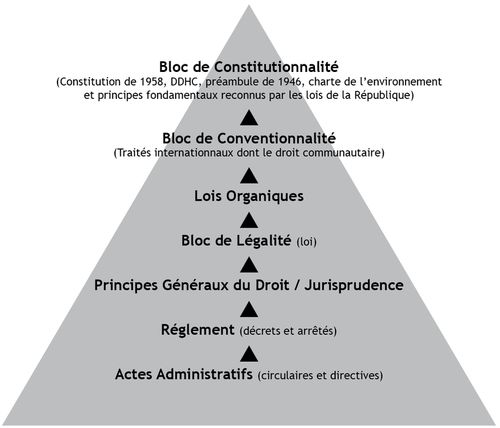 Bloc de Constitutionnalité
(Constitution de 1958, DDHC, préambule de 1946, charte de l'environnement
et principes fondamentaux reconnus par les lois de la République)
Bloc de Conventionnalité
(Traités internationaux dont le droit communautaire)
Lois Organiques
Bloc de Légalité (loi)
Principes Généraux du Droit / Jurisprudence
Réglement (décrets et arrêtés)
Actes Administratifs (circulaires et directives)